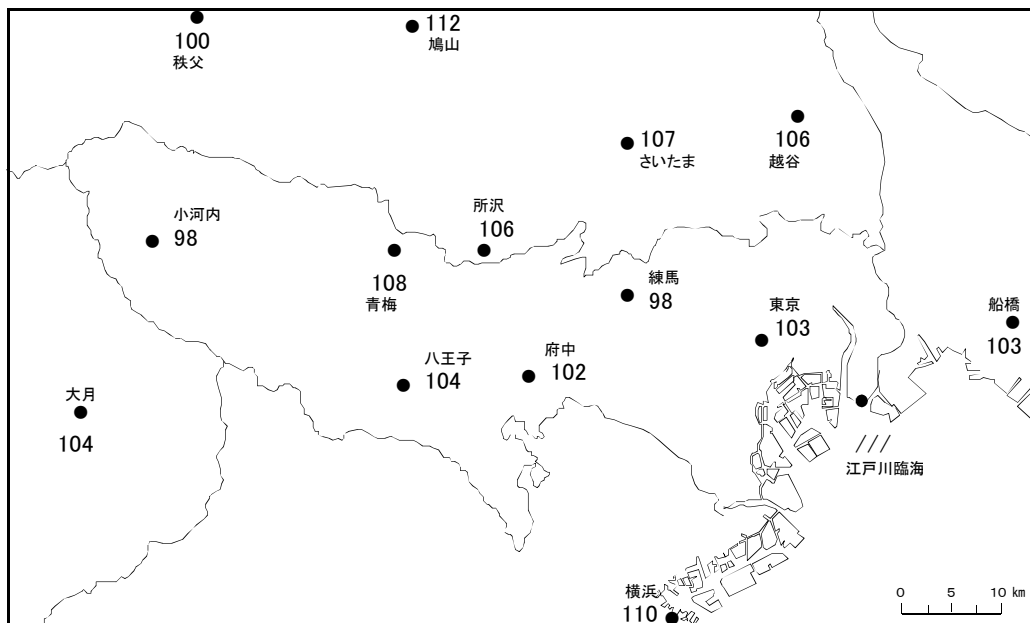 100
秩父
112
鳩山
107
さいたま
106
越谷
小河内
98
所沢
106
108
青梅
練馬
98
東京
103
船橋
103
八王子
104
府中
102
大月
104
///
江戸川臨海
横浜
110
0 5 10 km